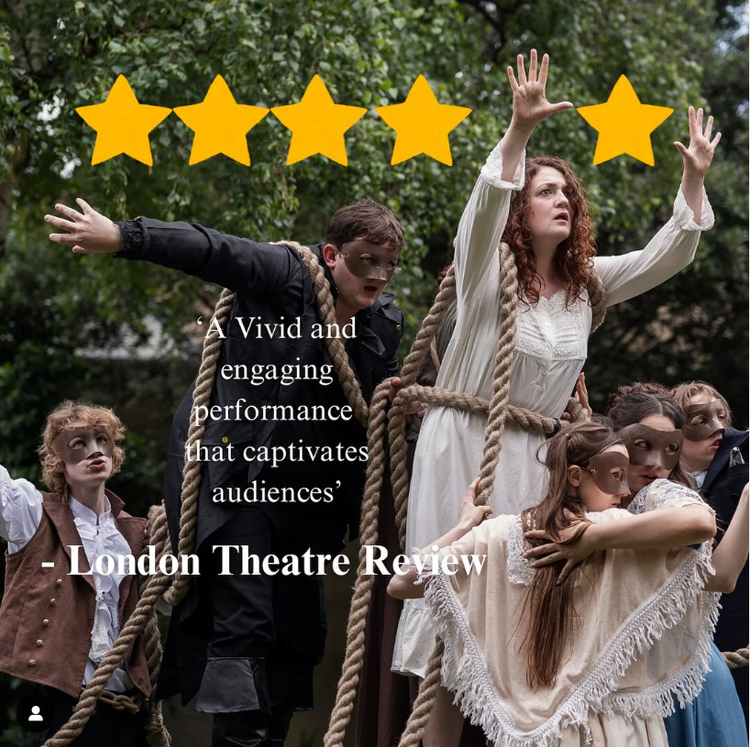 ‘A Vivid and
engaging
performance
that captivates
audiences’
- London Theatre Review